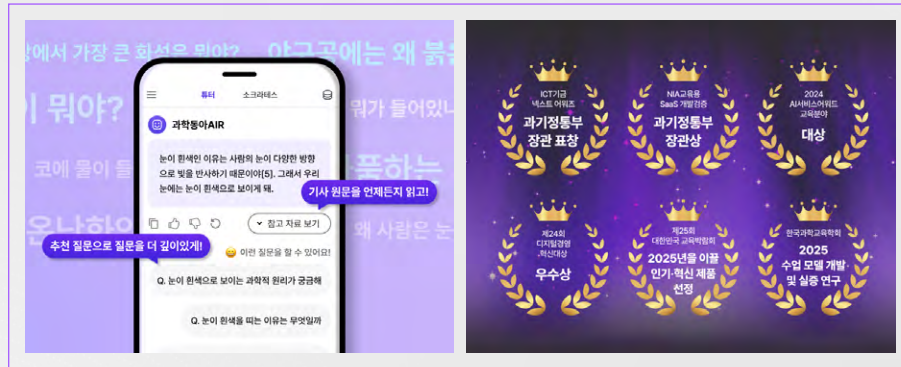 상에서 가장 큰 화석은 뭐야?
야구공에는 왜 붉은
뭐야?
뭐가 들어있나
코에 물이 들
품하는
왜 사람은 눈
튜터
소크라테스
과학동아AIR
눈이 흰색인 이유는 사람의 눈이 다양한 방향
으로 빛을 반사하기 때문이야[5]. 그래서 우리
눈에는 눈이 흰색으로 보이게 돼.
기사 원문을 언제든지 읽고!
참고 자료 보기
추천 질문으로 질문을 더 깊이있게!
이런 질문을 할 수 있어요!
Q. 눈이 흰색으로 보이는 과학적 원리가 궁금해
Q. 눈이 흰색을 띠는 이유는 무엇일까
ICT기금
넥스트 어워즈
과기정통부
장관 표창
NIA교육용
SaaS 개발검증
과기정통부
장관상
2024
AI서비스어워드
교육분야
대상
제24회
디지털경영
혁신대상
우수상
제25회
대한민국 교육박람회
2025년을 이끌
인기·혁신 제품
선정
한국과학교육학회
2025
수업 모델 개발
및 실증 연구